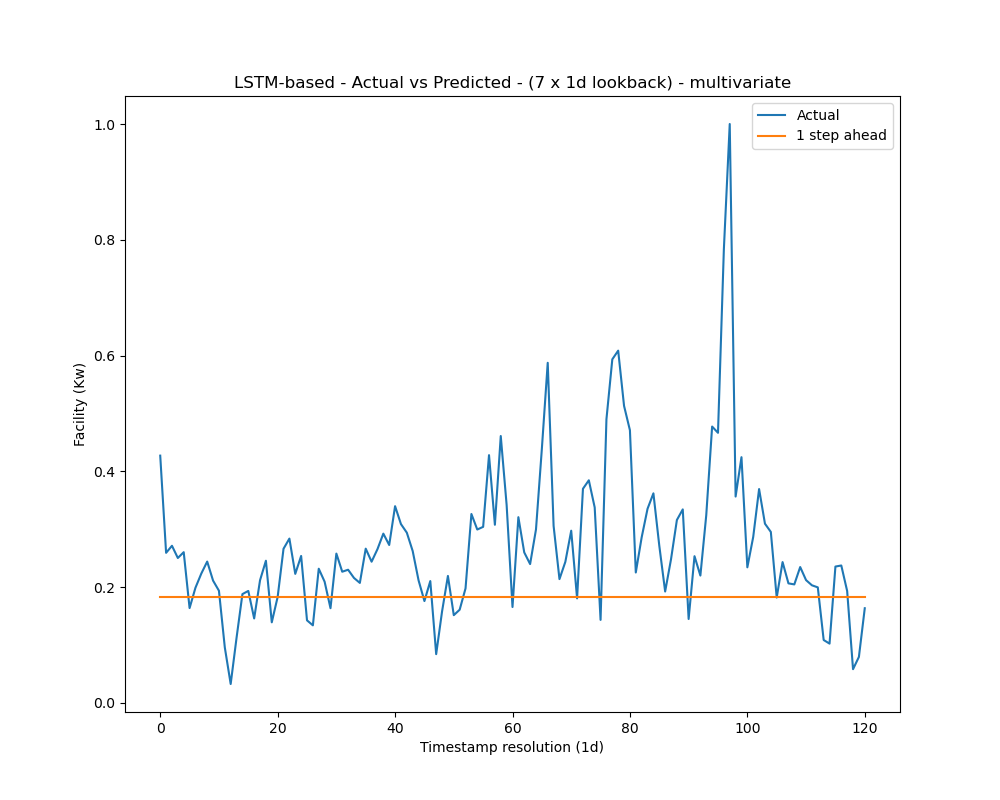 LSTM-based - Actual vs Predicted - (7 x 1d lookback) - multivariate
Actual
1 step ahead
1.0
0.8
0.6
0.4
0.2
0.0
Facility (Kw)
0 20 40 60 80 100 120
Timestamp resolution (1d)